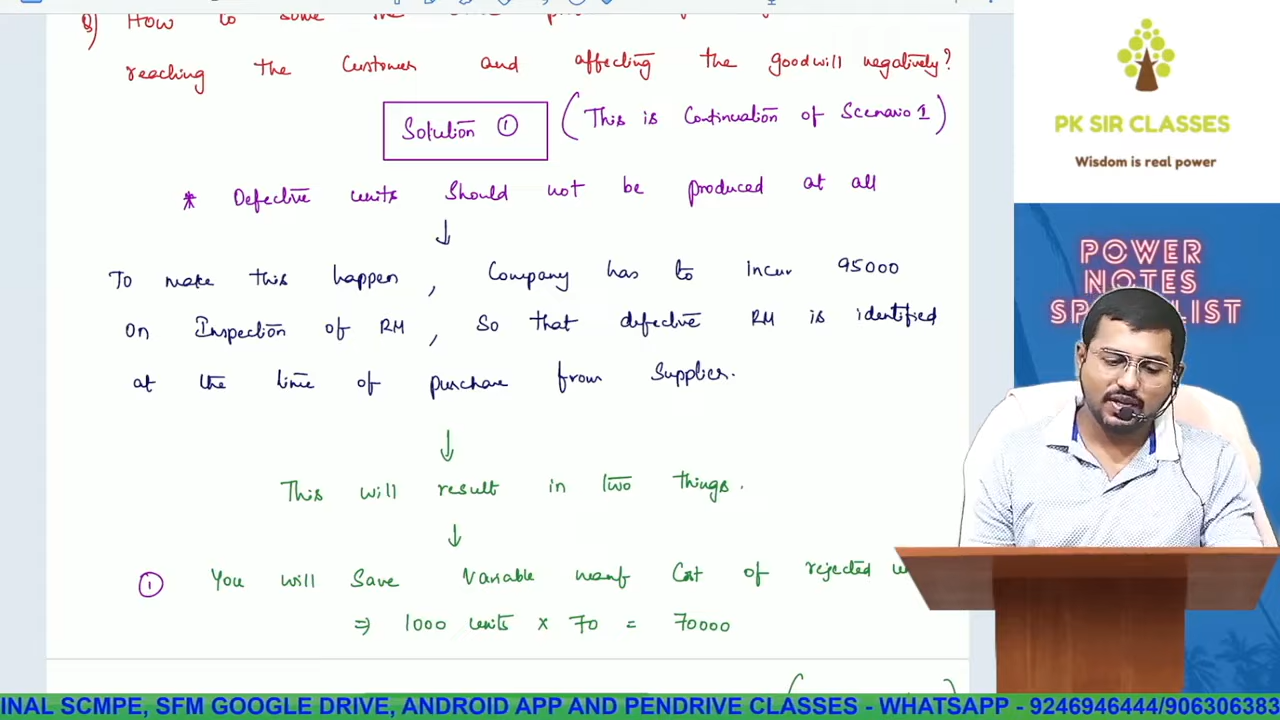 Q) How to
reaching the customer and affecting the goodwill negatively?
Solution ① (This is Continuation of Scenario 1)
* Defective units should not be produced at all
↓
To make this happen, Company has to incur 95000
on Inspection of RM, so that defective RM is identified
at the time of purchase from Supplier.
↓
This will result in two things.
↓
① You will Save Variable manf Cost of rejected
⇒ 1000 units × 70 = 70000
PK SIR CLASSES
Wisdom is real power
POWER
NOTES
INAL SCMPE, SFM GOOGLE DRIVE, ANDROID APP AND PENDRIVE CLASSES - WHATSAPP - 9246946444/906306383